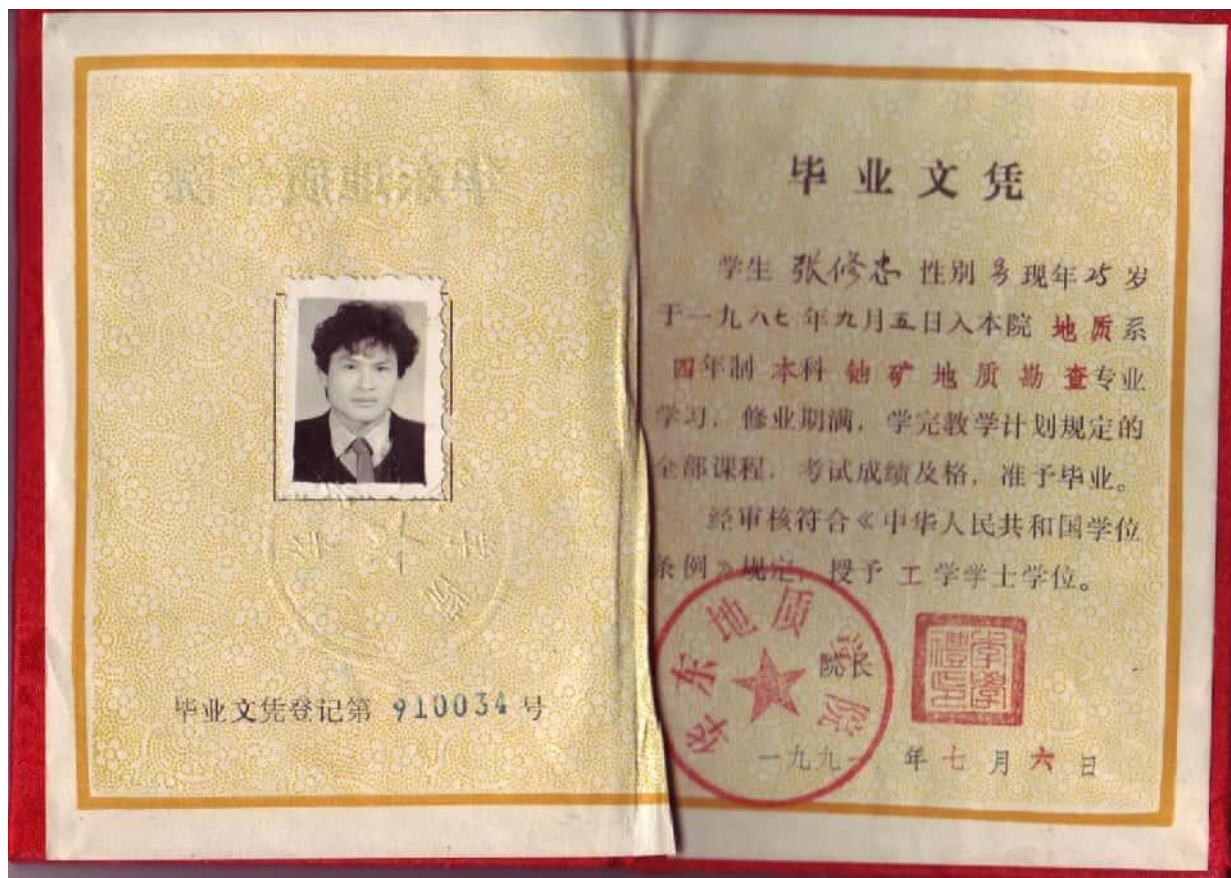 毕业文凭登记第 910034 号
毕业文凭
学生 张修忠 性别 男 现年 25 岁
于一九八七年九月五日入本院 地质系
四年制 本科 铀矿地质勘查专业
学习，修业期满，学完教学计划规定的
全部课程，考试成绩及格，准予毕业。
经审核符合《中华人民共和国学位
条例》规定，授予 工 学学士学位。
华东地质学院
院长
一九九一年七月六日